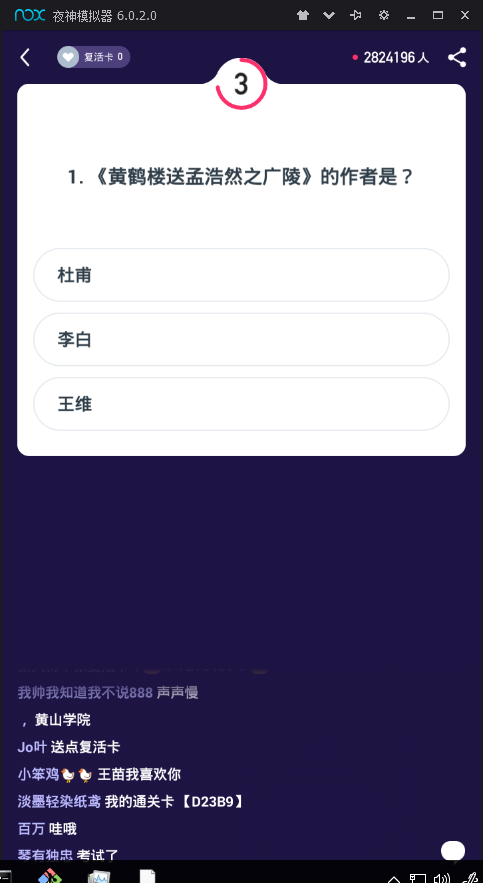 nox 夜神模拟器 6.0.2.0
复活卡 0
2824196 人
3
1.《黄鹤楼送孟浩然之广陵》的作者是？
杜甫
李白
王维
我帅我知道我不说888 声声慢
，黄山学院
Jo叶 送点复活卡
小笨鸡🐓🐓 王苗我喜欢你
淡墨轻染纸鸢 我的通关卡【D23B9】
百万 哇哦
琴有独忠 考试了